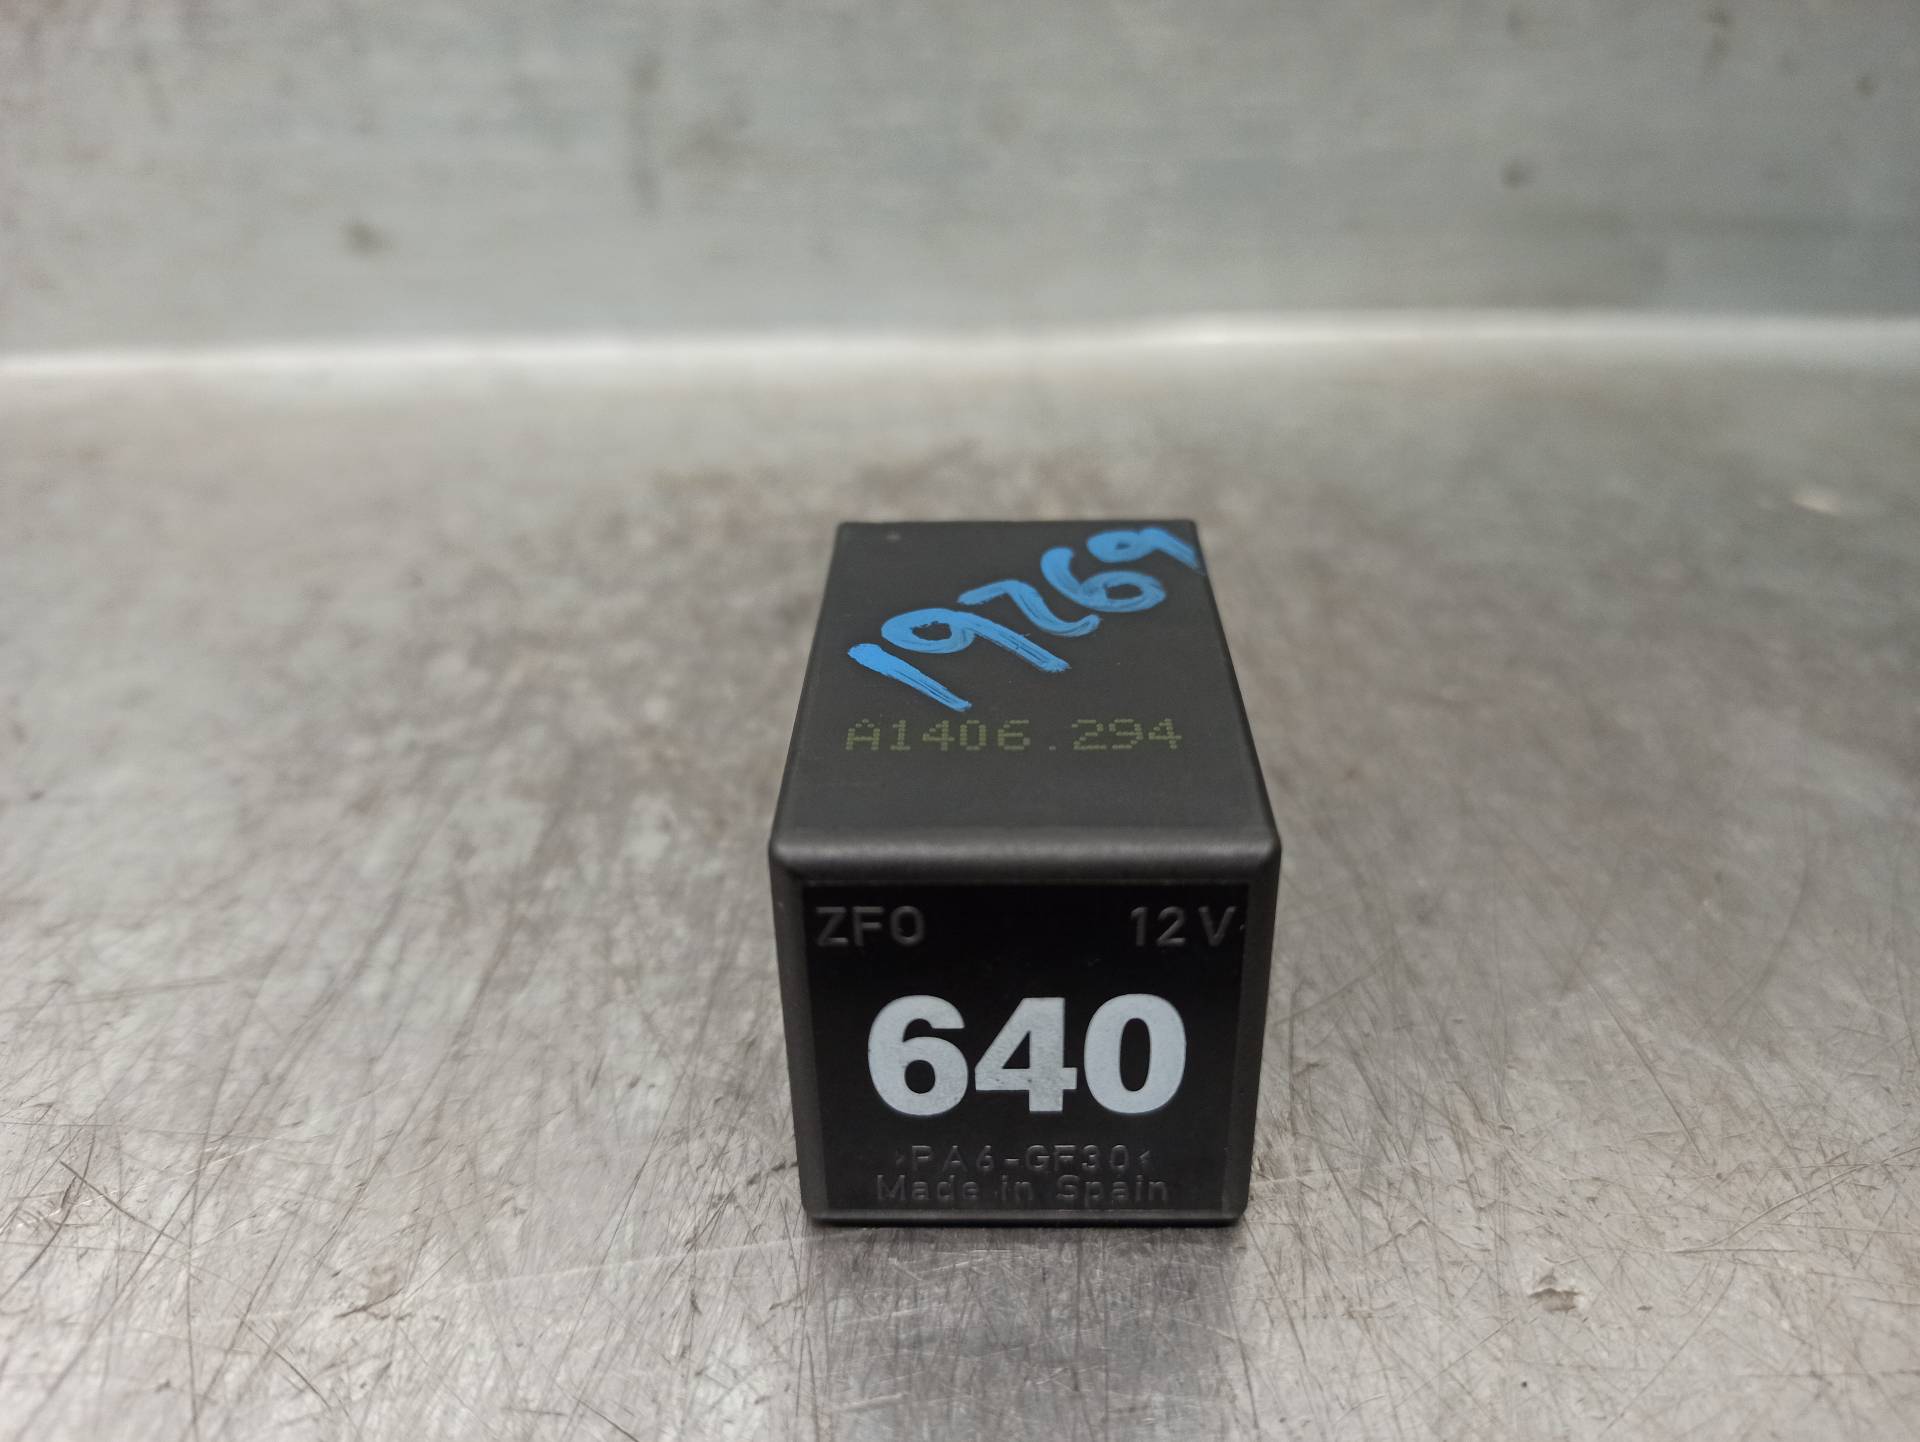 19769
A1406.294
ZFO 12V
640
>PA6-GF30<
Made in Spain